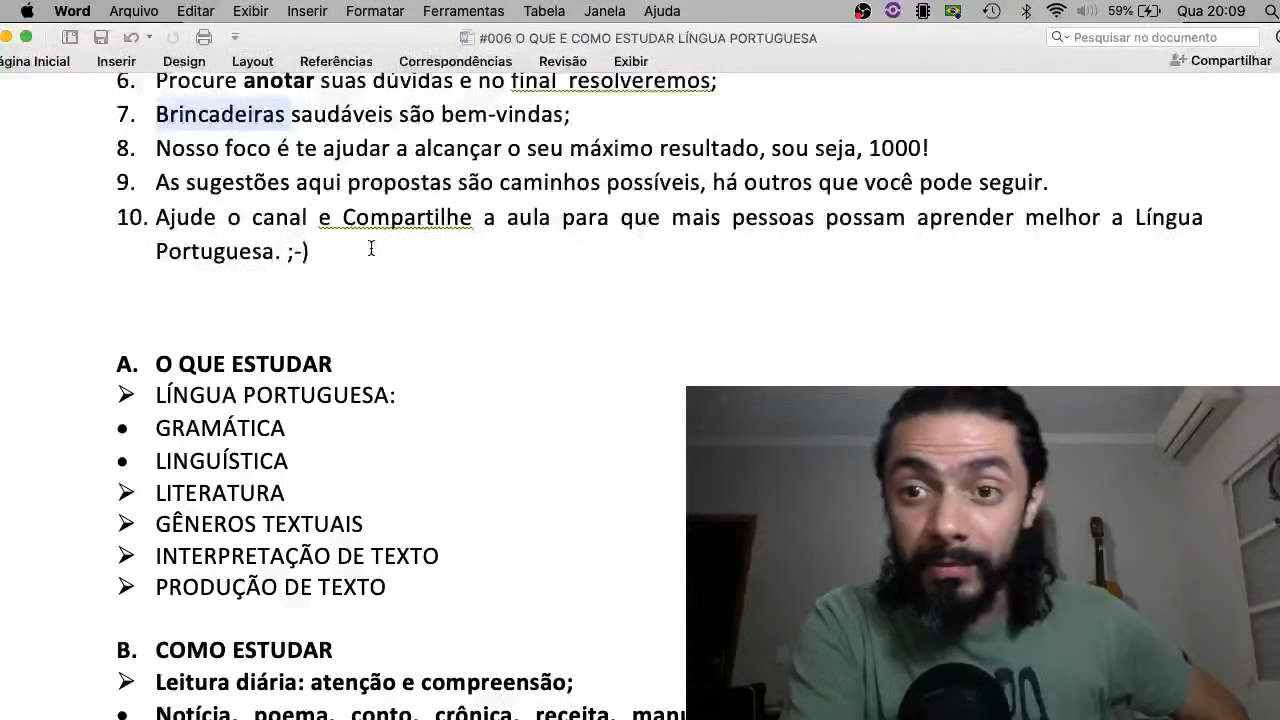 Word Arquivo Editar Exibir Inserir Formatar Ferramentas Tabela Janela Ajuda 59% Qua 20:09
#006 O QUE E COMO ESTUDAR LÍNGUA PORTUGUESA
Pesquisar no documento
ágina Inicial Inserir Design Layout Referências Correspondências Revisão Exibir Compartilhar
6. Procure anotar suas dúvidas e no final resolveremos;
7. Brincadeiras saudáveis são bem-vindas;
8. Nosso foco é te ajudar a alcançar o seu máximo resultado, sou seja, 1000!
9. As sugestões aqui propostas são caminhos possíveis, há outros que você pode seguir.
10. Ajude o canal e Compartilhe a aula para que mais pessoas possam aprender melhor a Língua
Portuguesa. ;-)
A. O QUE ESTUDAR
➢ LÍNGUA PORTUGUESA:
• GRAMÁTICA
• LINGUÍSTICA
➢ LITERATURA
➢ GÊNEROS TEXTUAIS
➢ INTERPRETAÇÃO DE TEXTO
➢ PRODUÇÃO DE TEXTO
B. COMO ESTUDAR
➢ Leitura diária: atenção e compreensão;
• Notícia, poema, conto, crônica, receita, manu